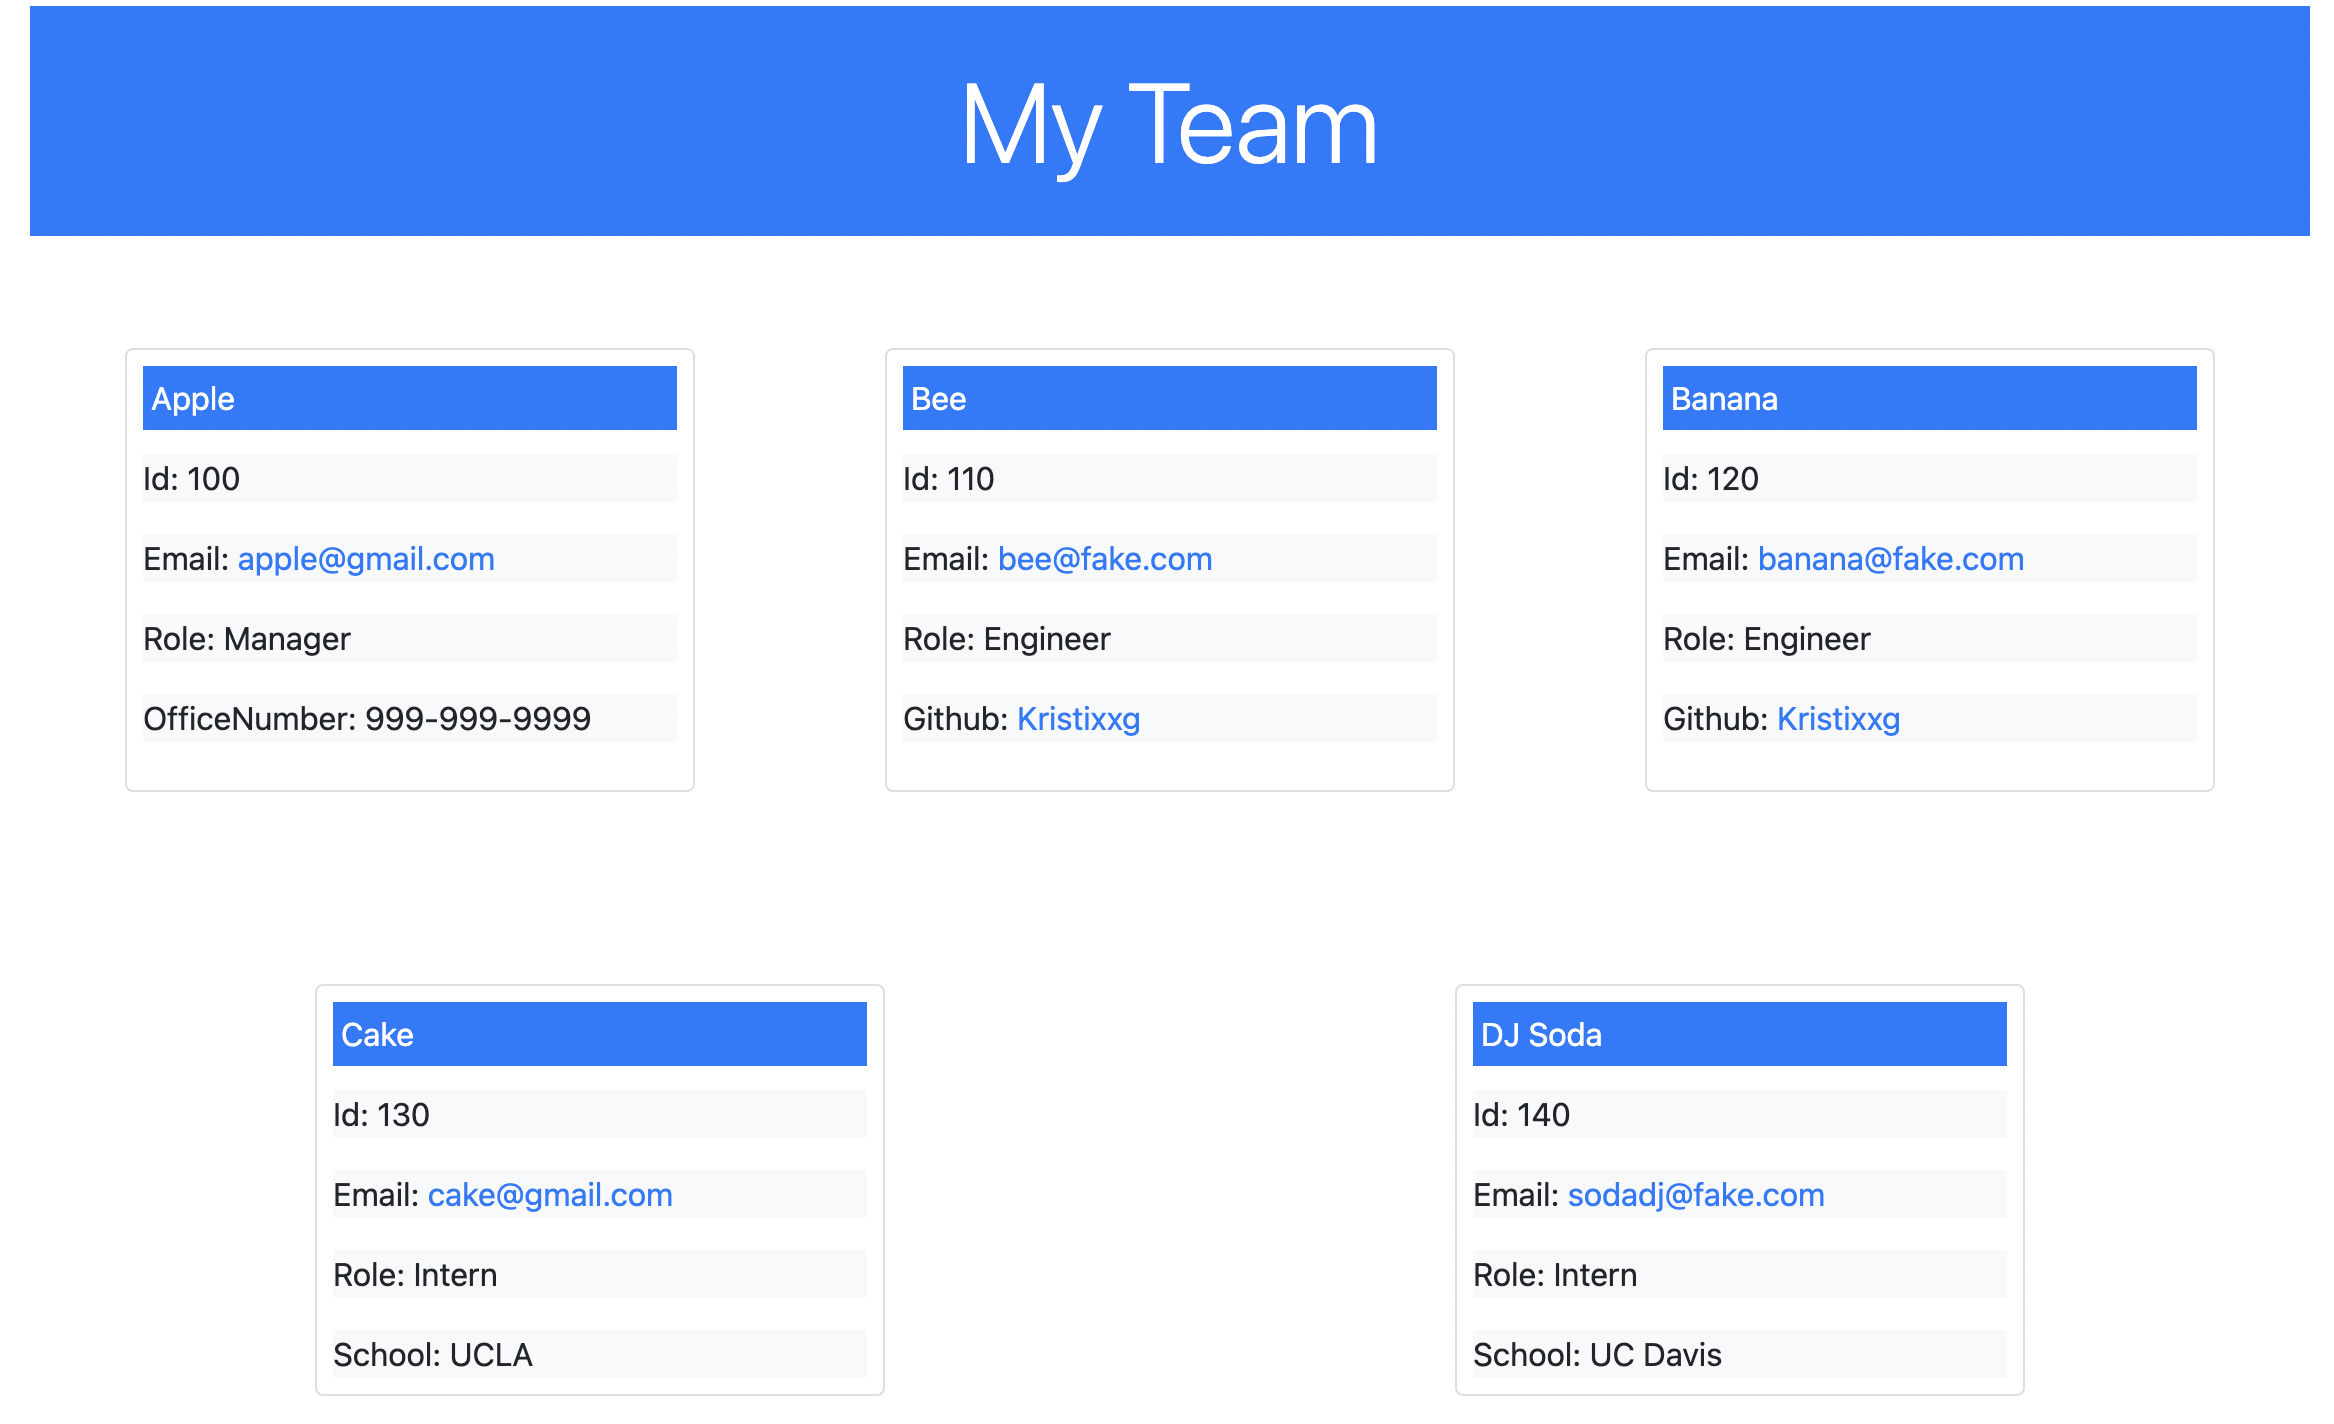 My Team
Apple
Id: 100
Email: apple@gmail.com
Role: Manager
OfficeNumber: 999-999-9999
Bee
Id: 110
Email: bee@fake.com
Role: Engineer
Github: Kristixxg
Banana
Id: 120
Email: banana@fake.com
Role: Engineer
Github: Kristixxg
Cake
Id: 130
Email: cake@gmail.com
Role: Intern
School: UCLA
DJ Soda
Id: 140
Email: sodadj@fake.com
Role: Intern
School: UC Davis